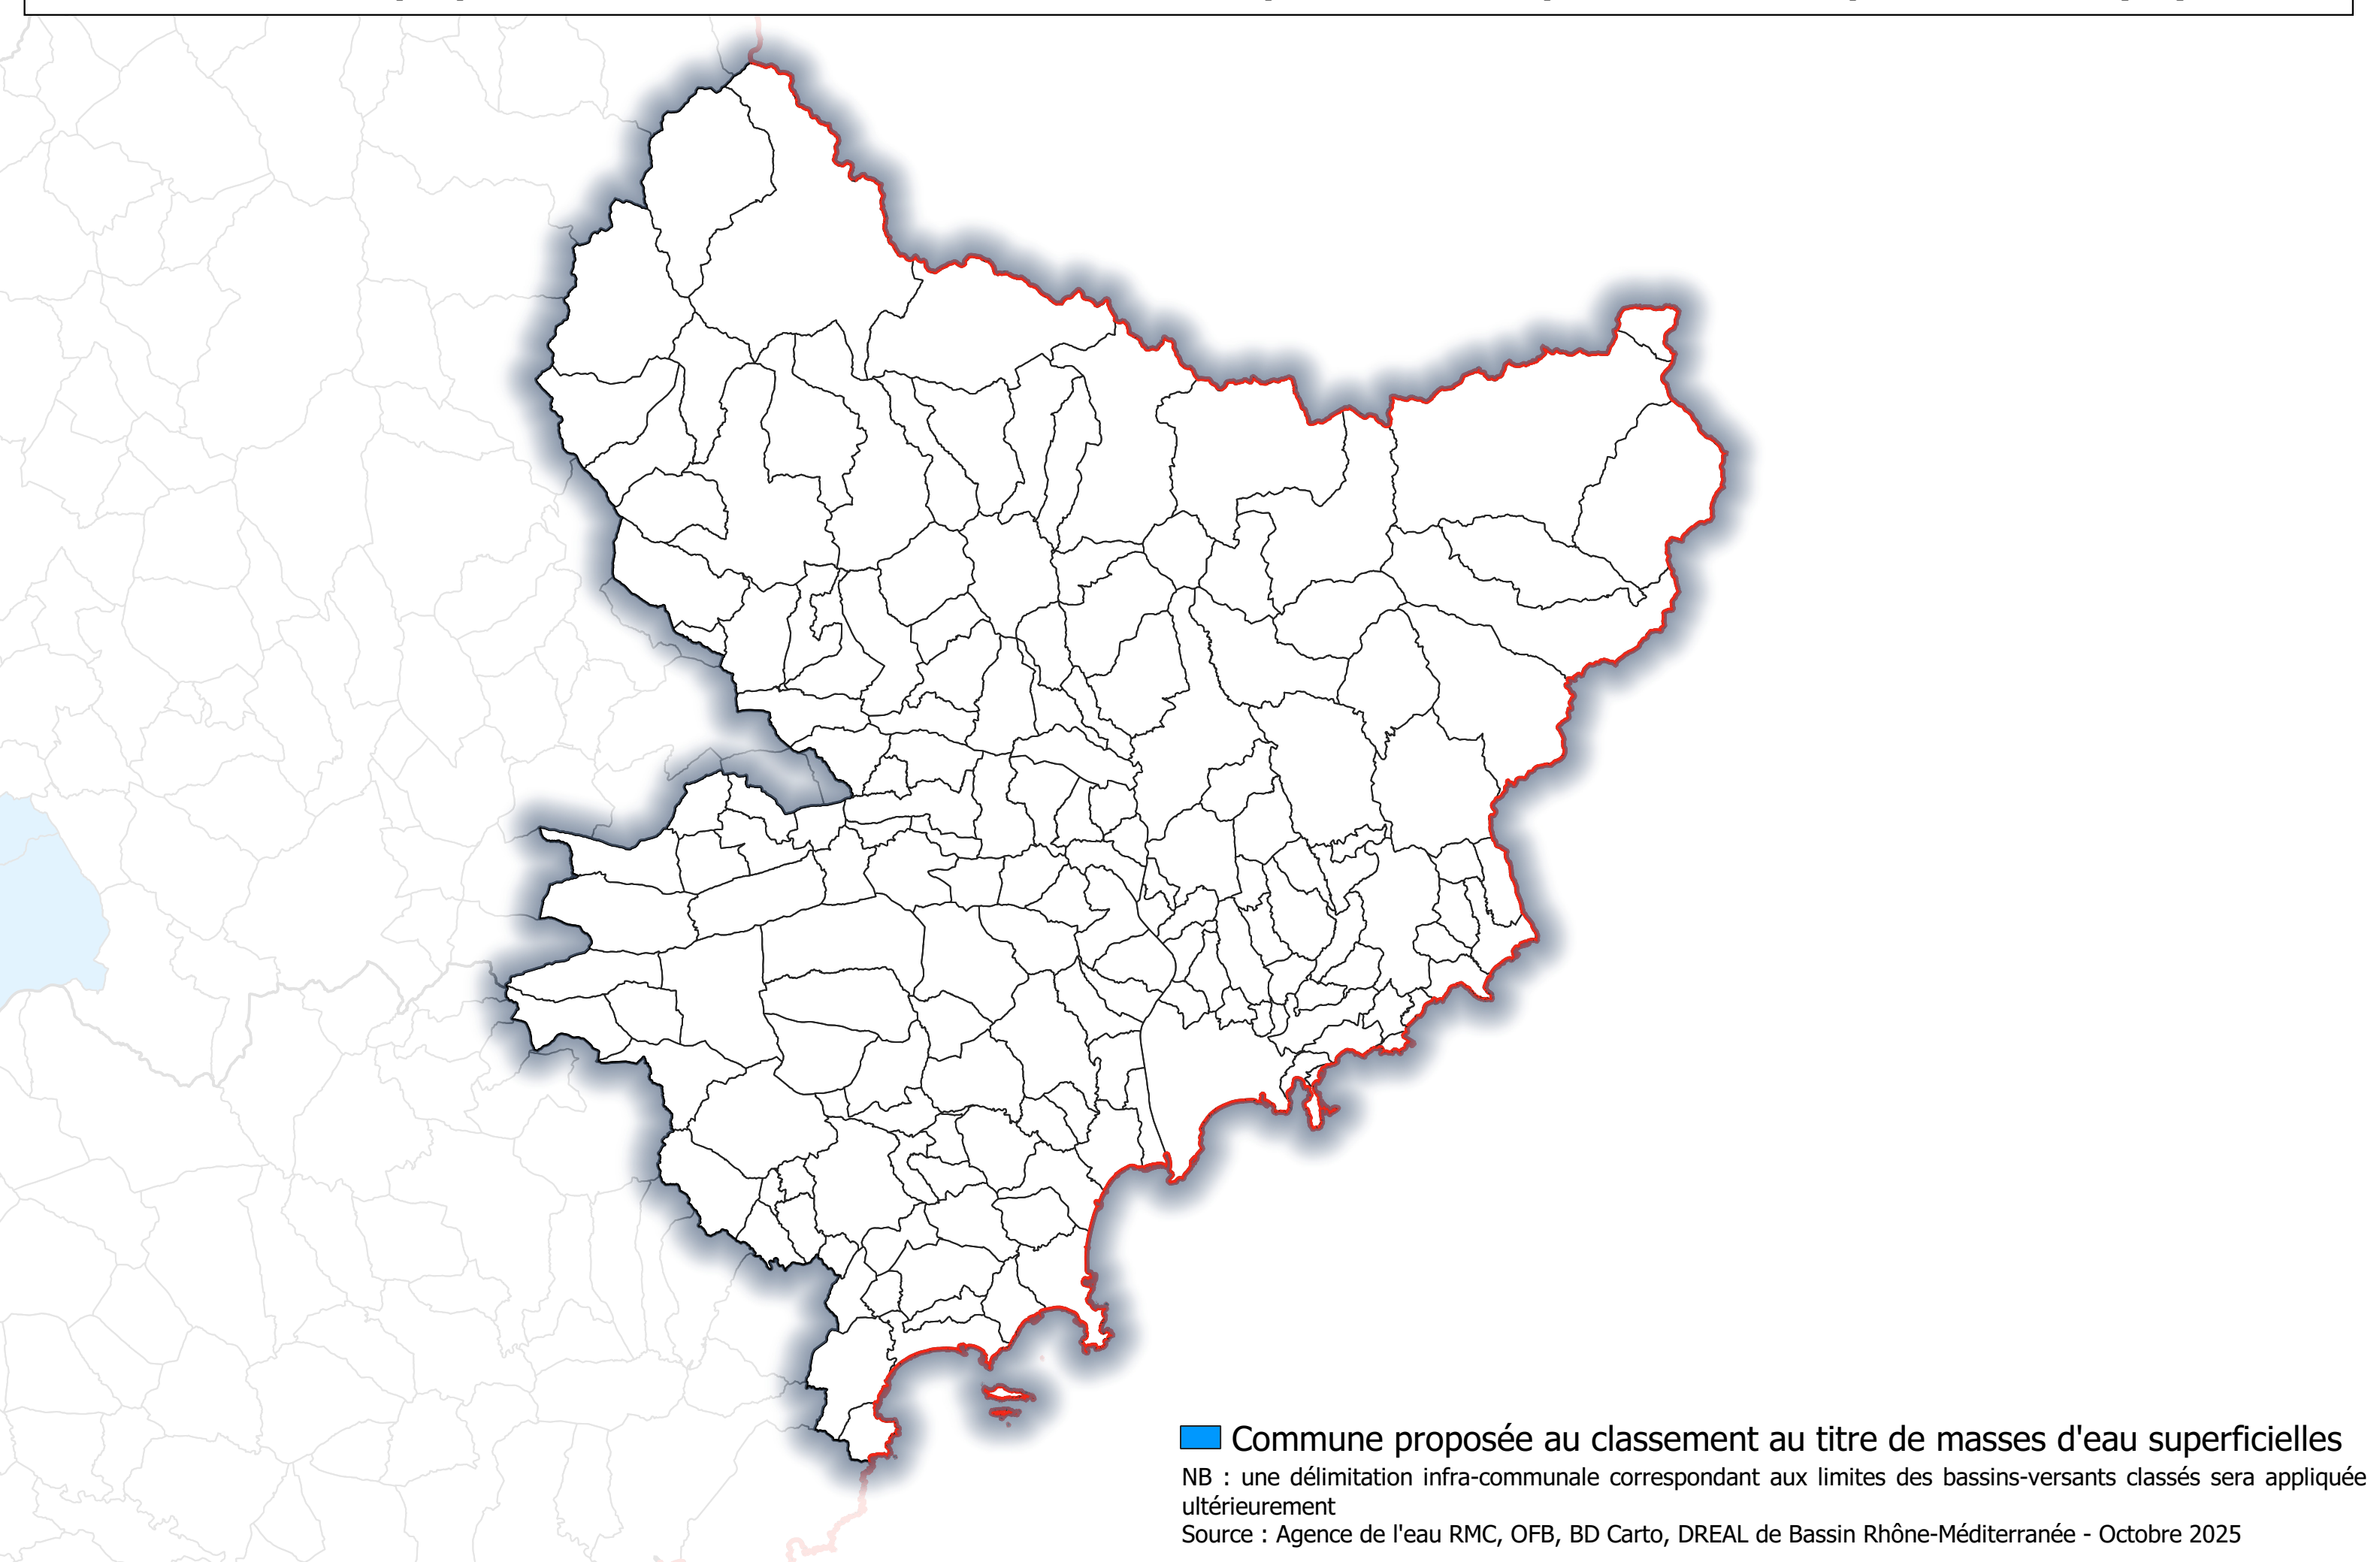 Commune proposée au classement au titre de masses d'eau superficielles
NB : une délimitation infra-communale correspondant aux limites des bassins-versants classés sera appliquée
ultérieurement
Source : Agence de l'eau RMC, OFB, BD Carto, DREAL de Bassin Rhône-Méditerranée - Octobre 2025